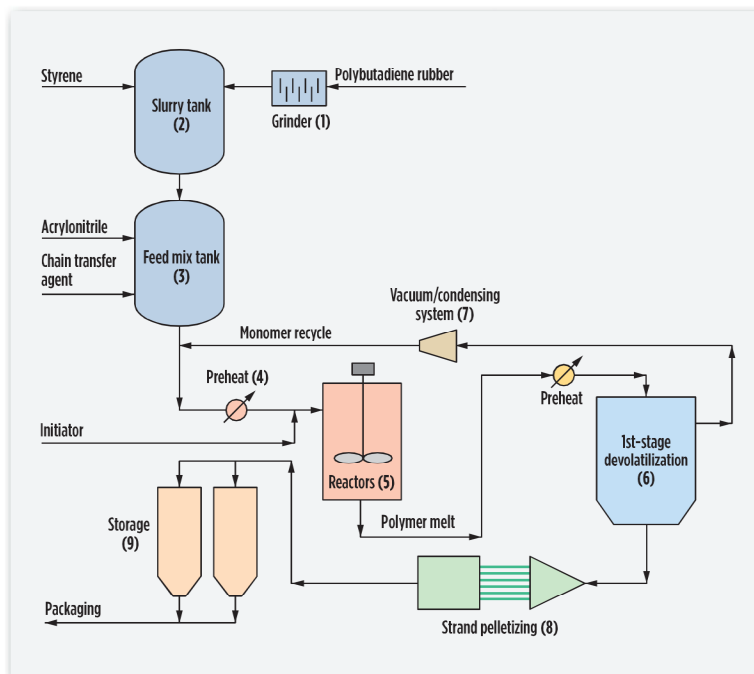 Styrene
Polybutadiene rubber
Slurry tank
(2)
Grinder (1)
Acrylonitrile
Chain transfer
agent
Feed mix tank
(3)
Vacuum/condensing
system (7)
Monomer recycle
Preheat (4)
Preheat
Initiator
1st-stage
devolatilization
(6)
Reactors (5)
Polymer melt
Storage
(9)
Packaging
Strand pelletizing (8)